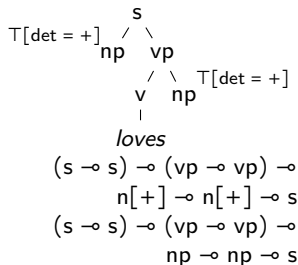 s
⊤[det = +]
np vp
v np ⊤[det = +]
loves
(s ⊸ s) ⊸ (vp ⊸ vp) ⊸
n[+] ⊸ n[+] ⊸ s
(s ⊸ s) ⊸ (vp ⊸ vp) ⊸
np ⊸ np ⊸ s